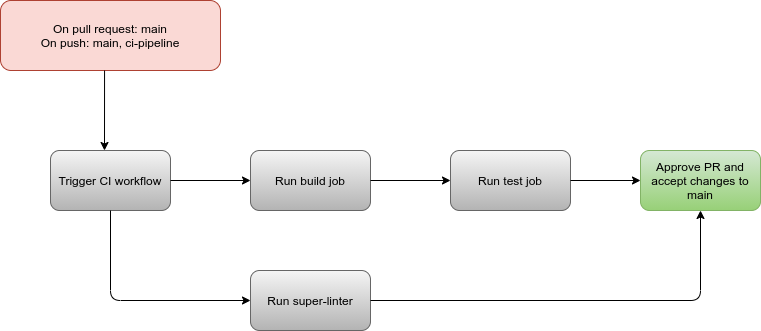 On pull request: main
On push: main, ci-pipeline
Trigger CI workflow
Run build job
Run test job
Approve PR and
accept changes to
main
Run super-linter